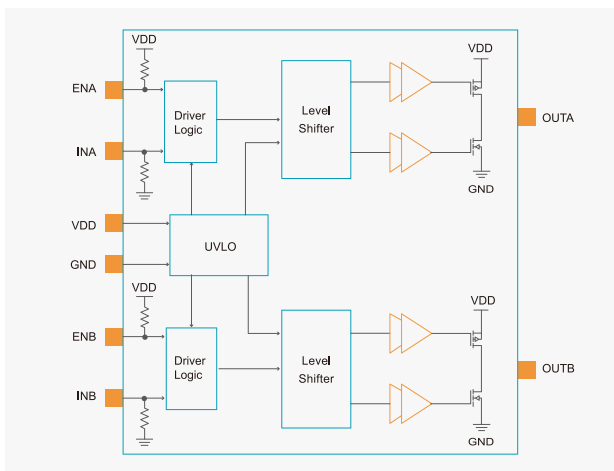 VDD
VDD
ENA
Driver
Logic
Level
Shifter
OUTA
INA
GND
VDD
UVLO
GND
VDD
VDD
ENB
Driver
Logic
Level
Shifter
OUTB
INB
GND